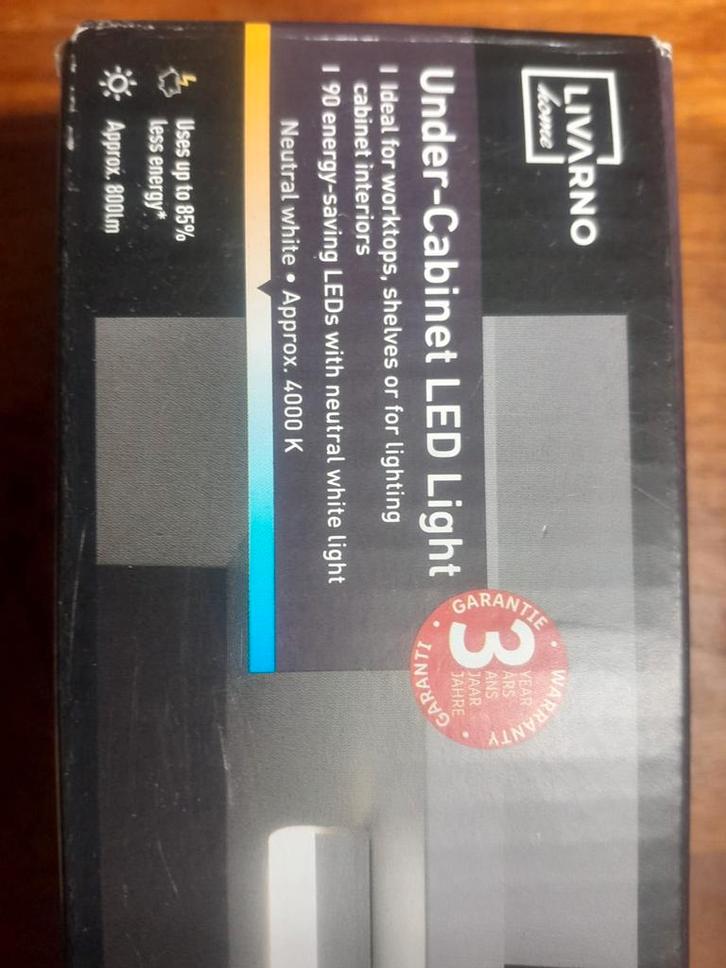 LIVARNO
home
Under-Cabinet LED Light
| Ideal for worktops, shelves or for lighting
cabinet interiors
| 90 energy-saving LEDs with neutral white light
Neutral white • Approx. 4000 K
Uses up to 85%
less energy*
Approx. 800lm
GARANTIE • WARRANTY • GARANTI •
3
YEAR
ÅRS
ANS
JAAR
JAHRE